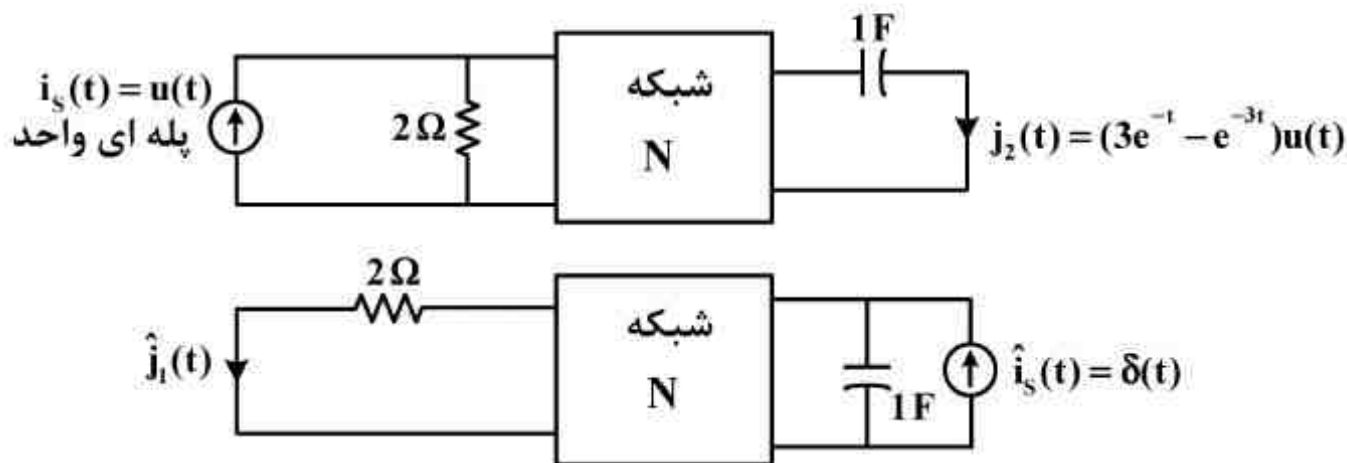 1F
i_s(t) = u(t)
پله ای واحد
2Ω
شبکه
N
j_2(t) = (3e^{-t} − e^{-3t})u(t)
2Ω
ĵ_1(t)
شبکه
N
1F
î_s(t) = δ(t)